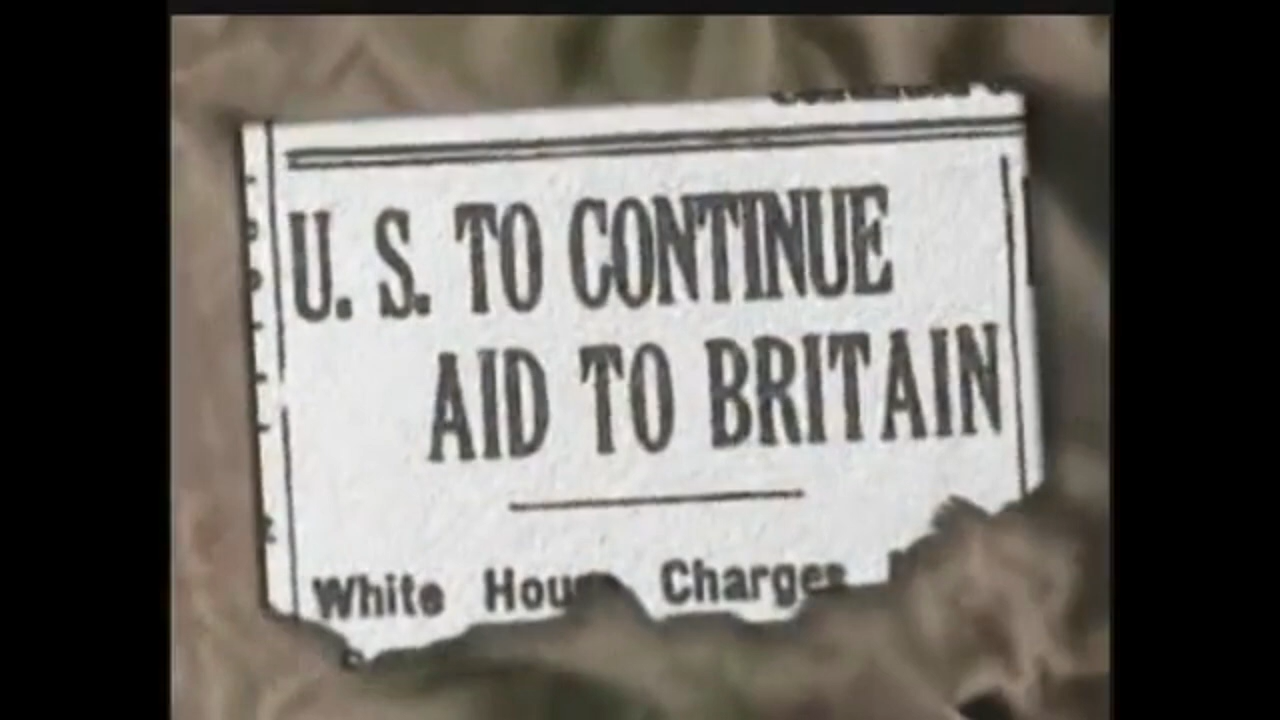 U. S. TO CONTINUE
AID TO BRITAIN
White Charges